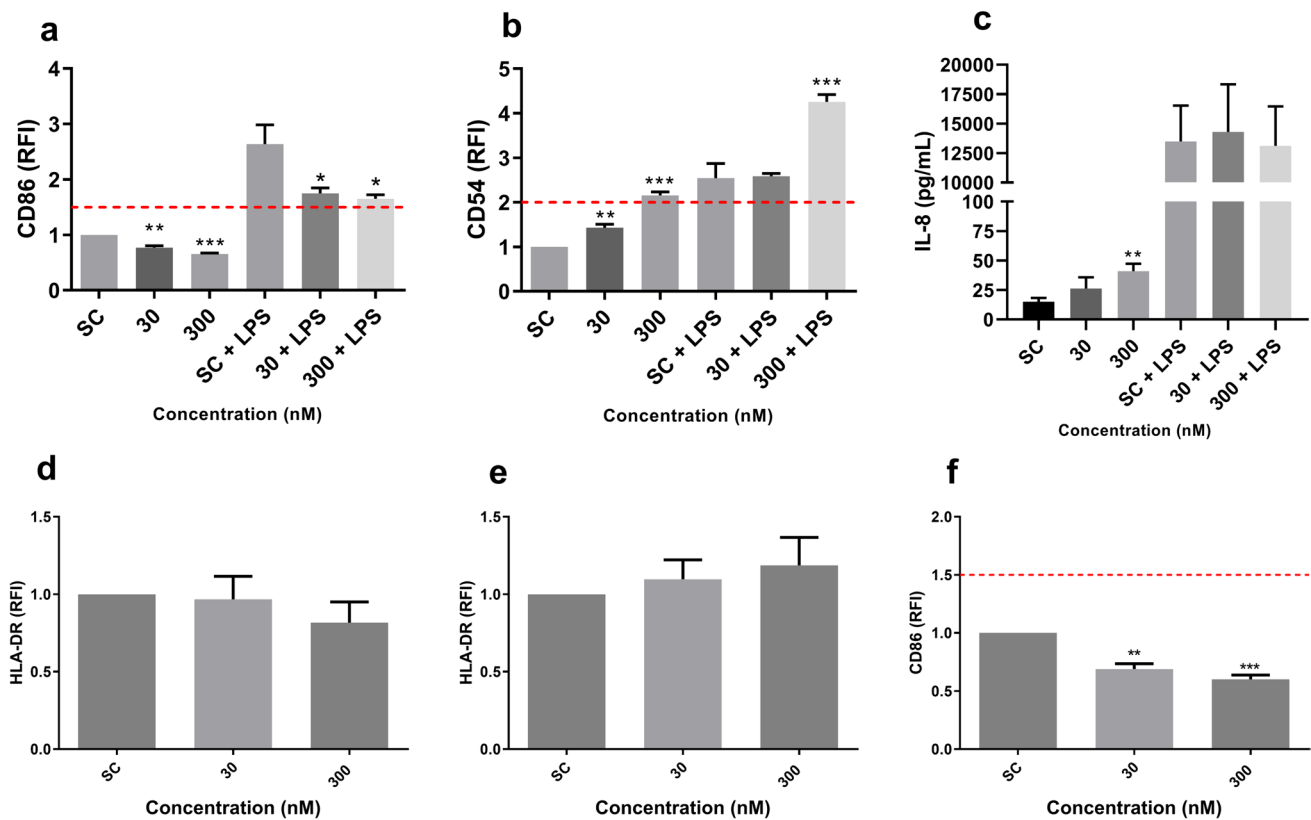 a
CD86 (RFI)
4
3
2
1
0
**
***
*
*
SC
30
300
SC + LPS
30 + LPS
300 + LPS
Concentration (nM)
b
CD54 (RFI)
5
4
3
2
1
0
**
***
***
SC
30
300
SC + LPS
30 + LPS
300 + LPS
Concentration (nM)
c
IL-8 (pg/mL)
20000
17500
15000
12500
10000
100
75
50
25
0
**
SC
30
300
SC + LPS
30 + LPS
300 + LPS
Concentration (nM)
d
HLA-DR (RFI)
1.5
1.0
0.5
0.0
SC
30
300
Concentration (nM)
e
HLA-DR (RFI)
1.5
1.0
0.5
0.0
SC
30
300
Concentration (nM)
f
CD86 (RFI)
2.0
1.5
1.0
0.5
0.0
**
***
SC
30
300
Concentration (nM)